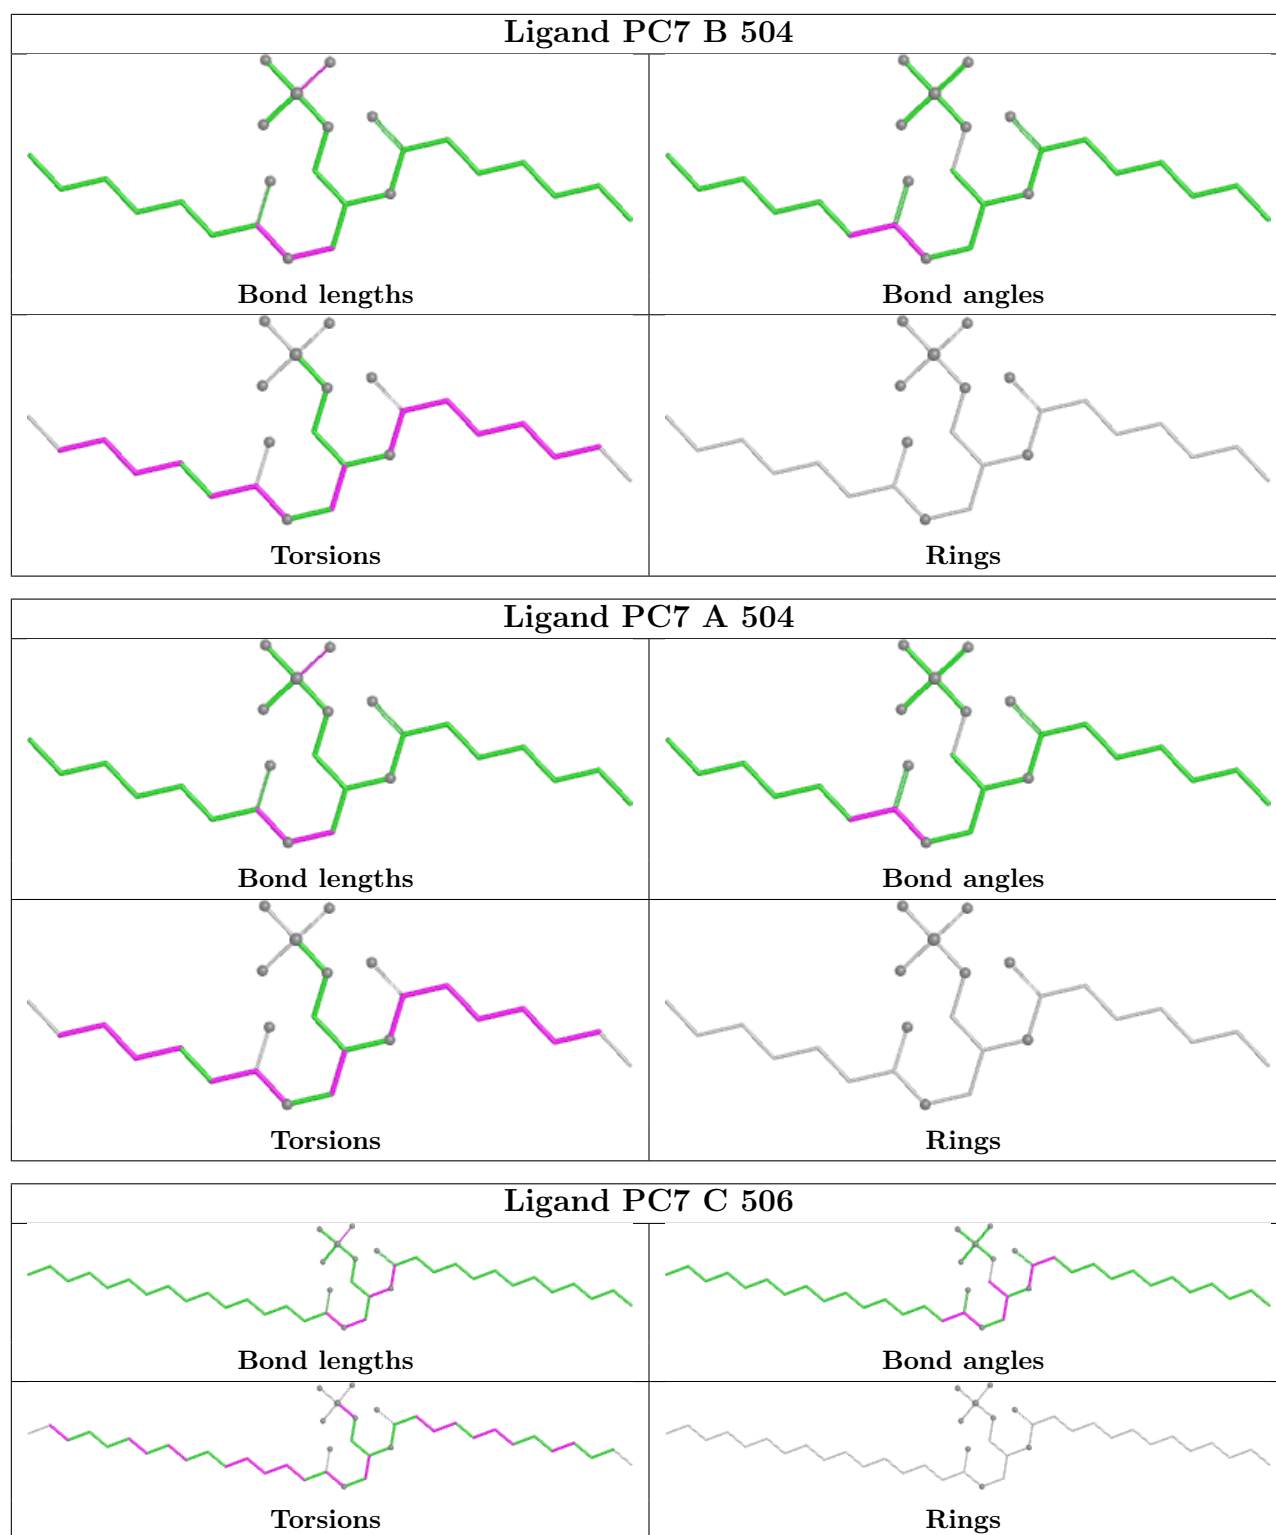 Ligand PC7 B 504
Bond lengths
Bond angles
Torsions
Rings
Ligand PC7 A 504
Bond lengths
Bond angles
Torsions
Rings
Ligand PC7 C 506
Bond lengths
Bond angles
Torsions
Rings